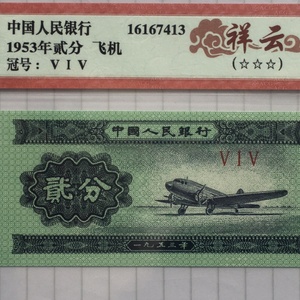 中国人民银行 16167413
1953年贰分 飞机
冠号: V I V
祥云
(☆☆☆)
中国人民银行
V I V
贰分
一九五三年